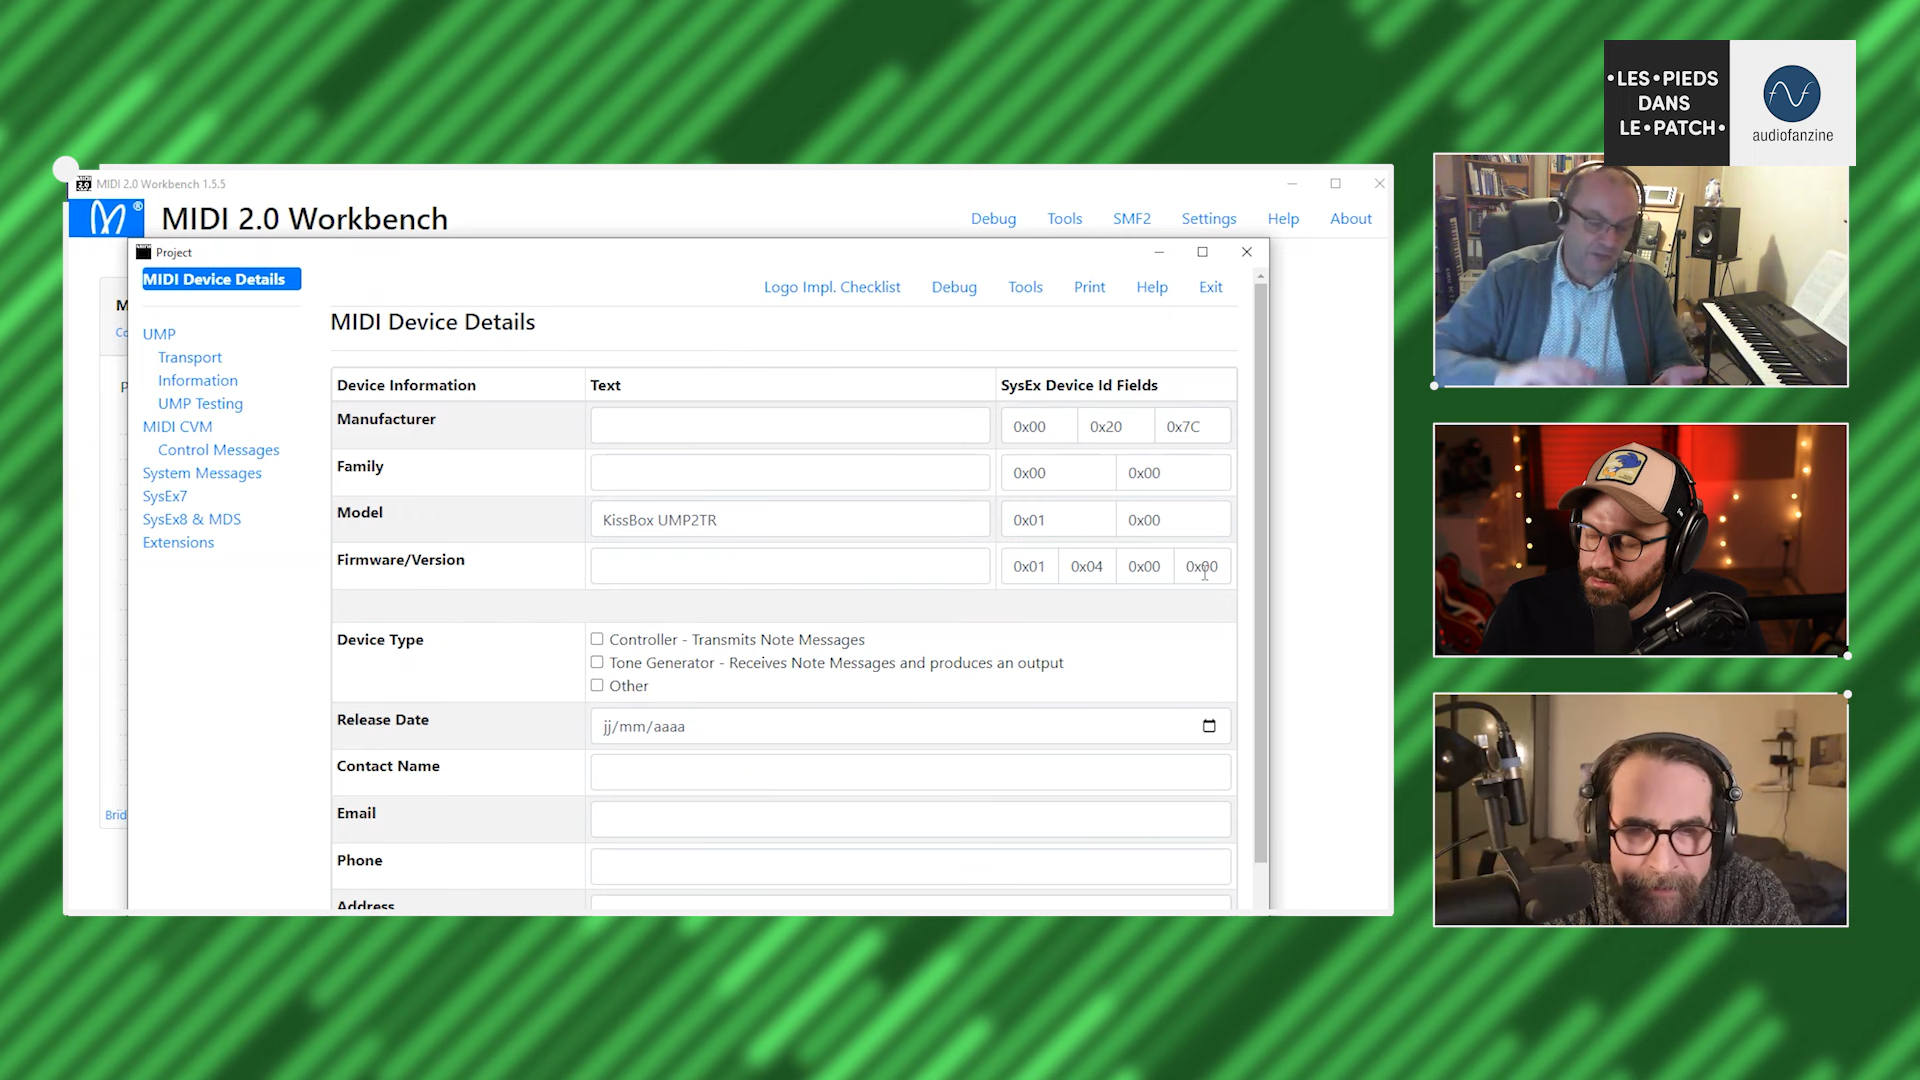 •LES•PIEDS
DANS
LE•PATCH•
audiofanzine
MIDI 2.0 Workbench 1.5.5
MIDI 2.0 Workbench
Debug Tools SMF2 Settings Help About
Project
MIDI Device Details
Logo Impl. Checklist Debug Tools Print Help Exit
UMP
Transport
Information
UMP Testing
MIDI CVM
Control Messages
System Messages
SysEx7
SysEx8 & MDS
Extensions
MIDI Device Details
Device Information Text SysEx Device Id Fields
Manufacturer 0x00 0x20 0x7C
Family 0x00 0x00
Model KissBox UMP2TR 0x01 0x00
Firmware/Version 0x01 0x04 0x00 0x00
Device Type
Controller - Transmits Note Messages
Tone Generator - Receives Note Messages and produces an output
Other
Release Date jj/mm/aaaa
Contact Name
Email
Phone
Address